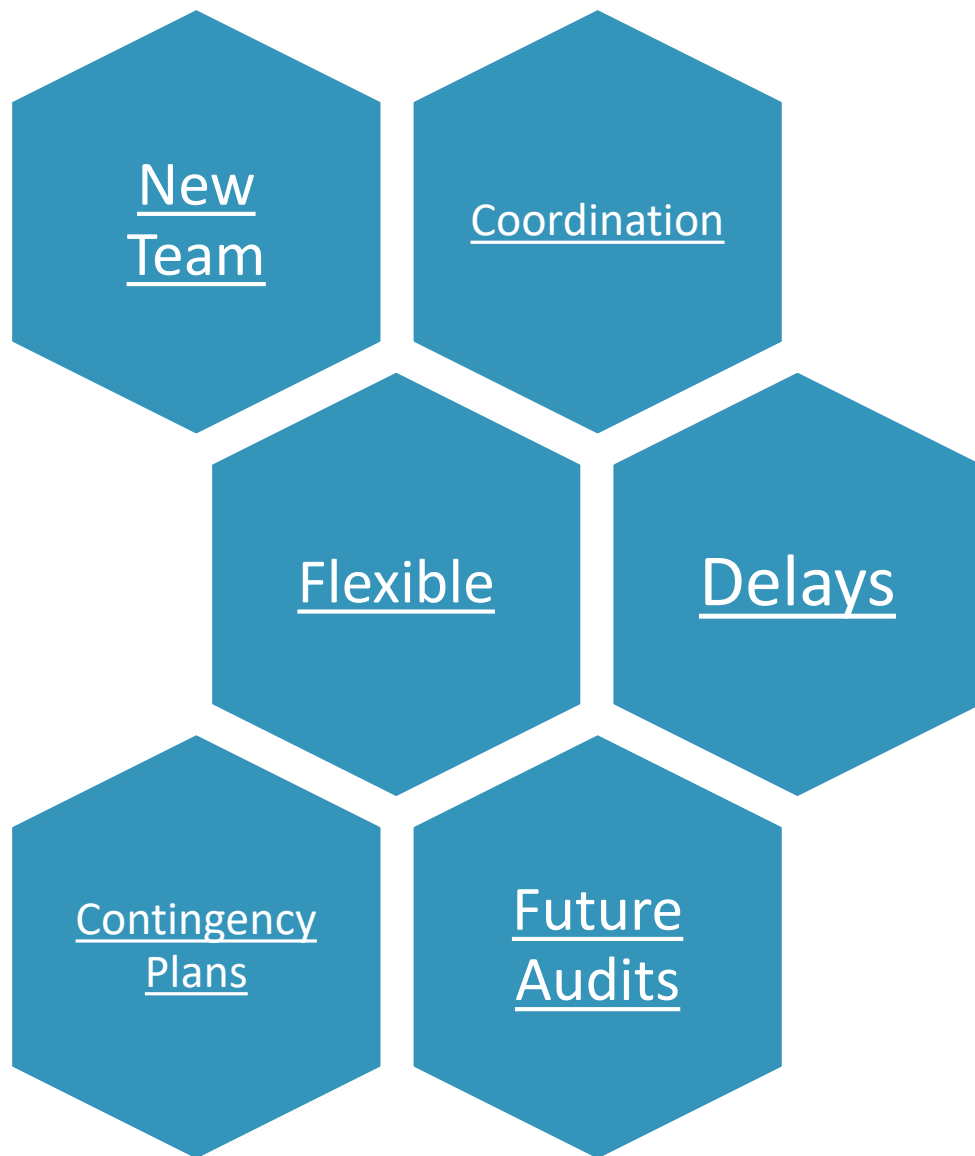 New
Team
Coordination
Flexible
Delays
Contingency
Plans
Future
Audits